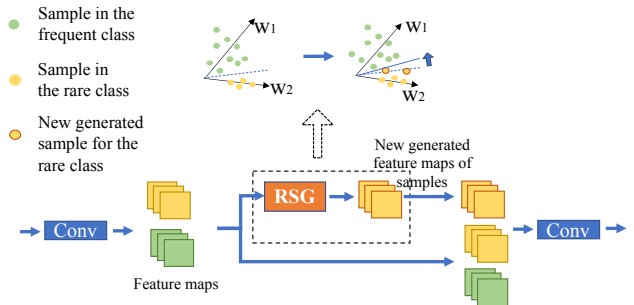 Sample in the
frequent class
Sample in
the rare class
New generated
sample for the
rare class
W1
W2
W1
W2
New generated
feature maps of
samples
RSG
Conv
Feature maps
Conv